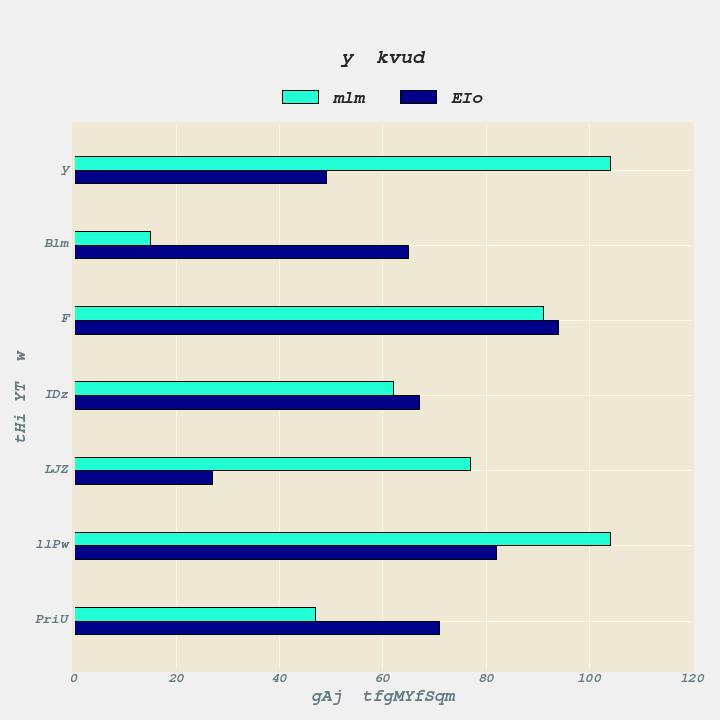 y  kvud
mlm
EIo
y
Blm
F
IDz
LJZ
llPw
PriU
tHi YT  w
0
20
40
60
80
100
120
gAj  tfgMYfSqm